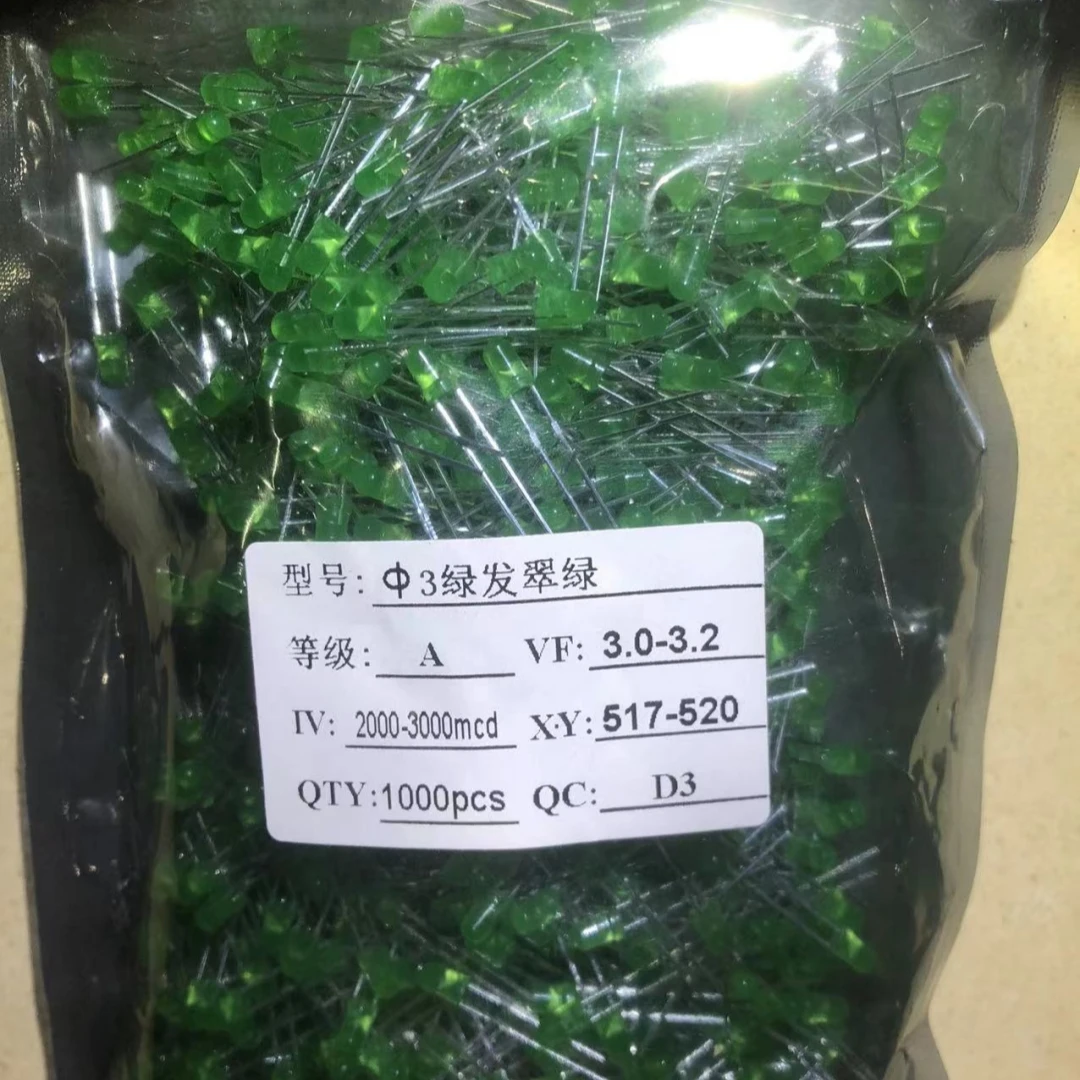 型号: Φ3绿发翠绿
等级: A VF: 3.0-3.2
IV: 2000-3000mcd X·Y: 517-520
QTY: 1000pcs QC: D3